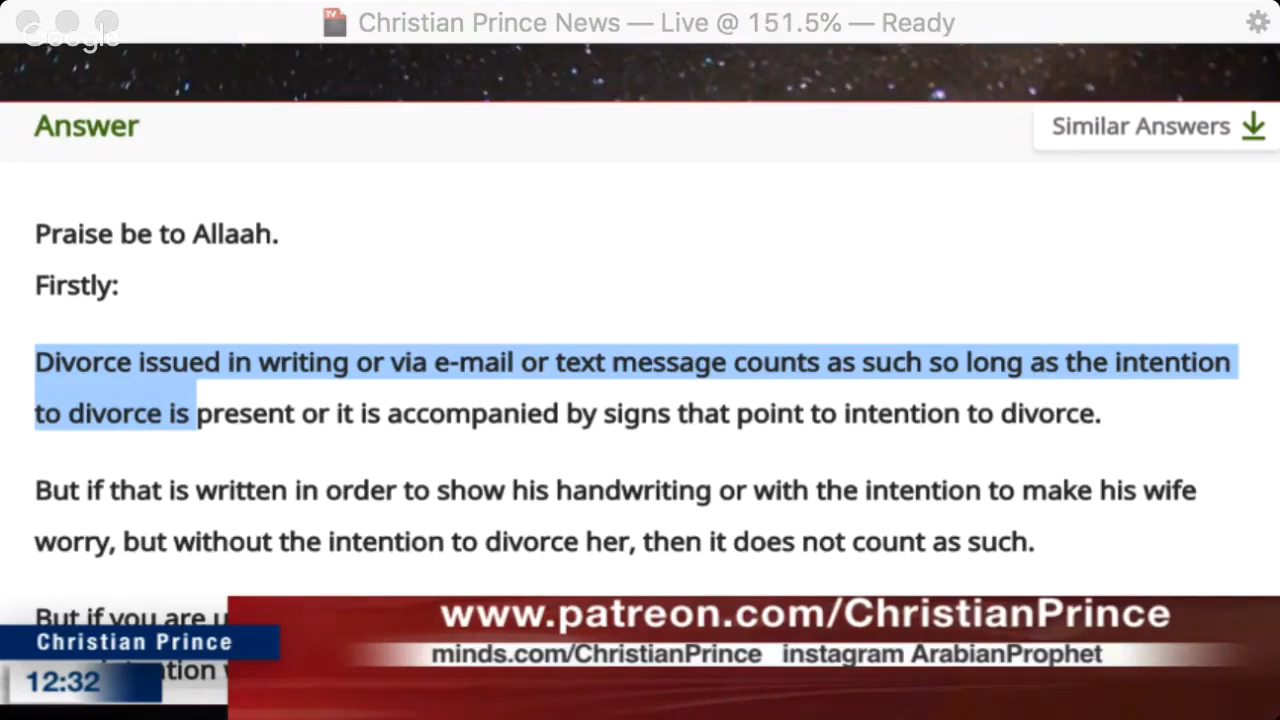 Christian Prince News — Live @ 151.5% — Ready
Google
Answer
Similar Answers
Praise be to Allaah.
Firstly:
Divorce issued in writing or via e-mail or text message counts as such so long as the intention
to divorce is present or it is accompanied by signs that point to intention to divorce.
But if that is written in order to show his handwriting or with the intention to make his wife
worry, but without the intention to divorce her, then it does not count as such.
But if you are
www.patreon.com/ChristianPrince
Christian Prince
minds.com/ChristianPrince instagram ArabianProphet
12:32